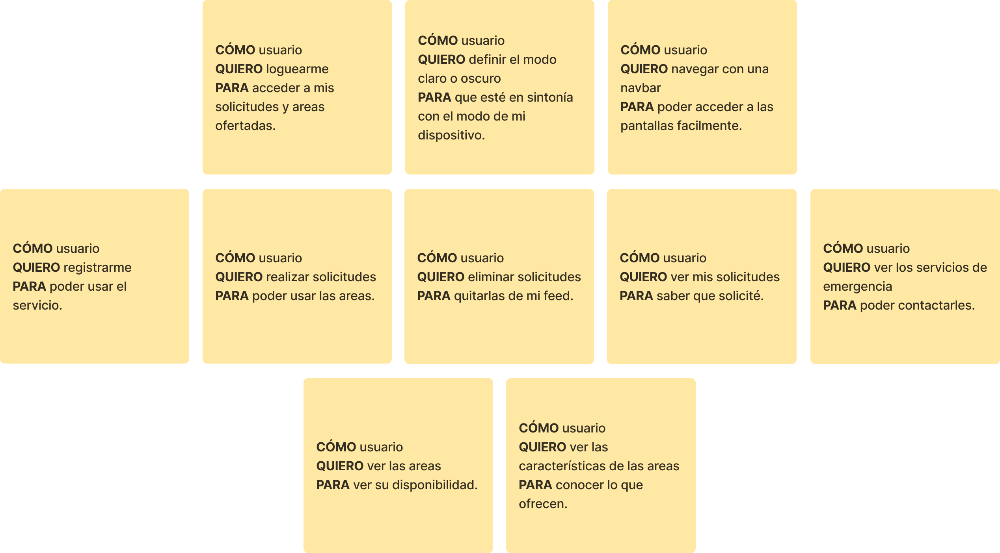 CÓMO usuario
QUIERO loguearme
PARA acceder a mis
solicitudes y areas
ofertadas.
CÓMO usuario
QUIERO definir el modo
claro o oscuro
PARA que esté en sintonía
con el modo de mi
dispositivo.
CÓMO usuario
QUIERO navegar con una
navbar
PARA poder acceder a las
pantallas facilmente.
CÓMO usuario
QUIERO registrarme
PARA poder usar el
servicio.
CÓMO usuario
QUIERO realizar solicitudes
PARA poder usar las areas.
CÓMO usuario
QUIERO eliminar solicitudes
PARA quitarlas de mi feed.
CÓMO usuario
QUIERO ver mis solicitudes
PARA saber que solicité.
CÓMO usuario
QUIERO ver los servicios de
emergencia
PARA poder contactarles.
CÓMO usuario
QUIERO ver las areas
PARA ver su disponibilidad.
CÓMO usuario
QUIERO ver las
características de las areas
PARA conocer lo que
ofrecen.